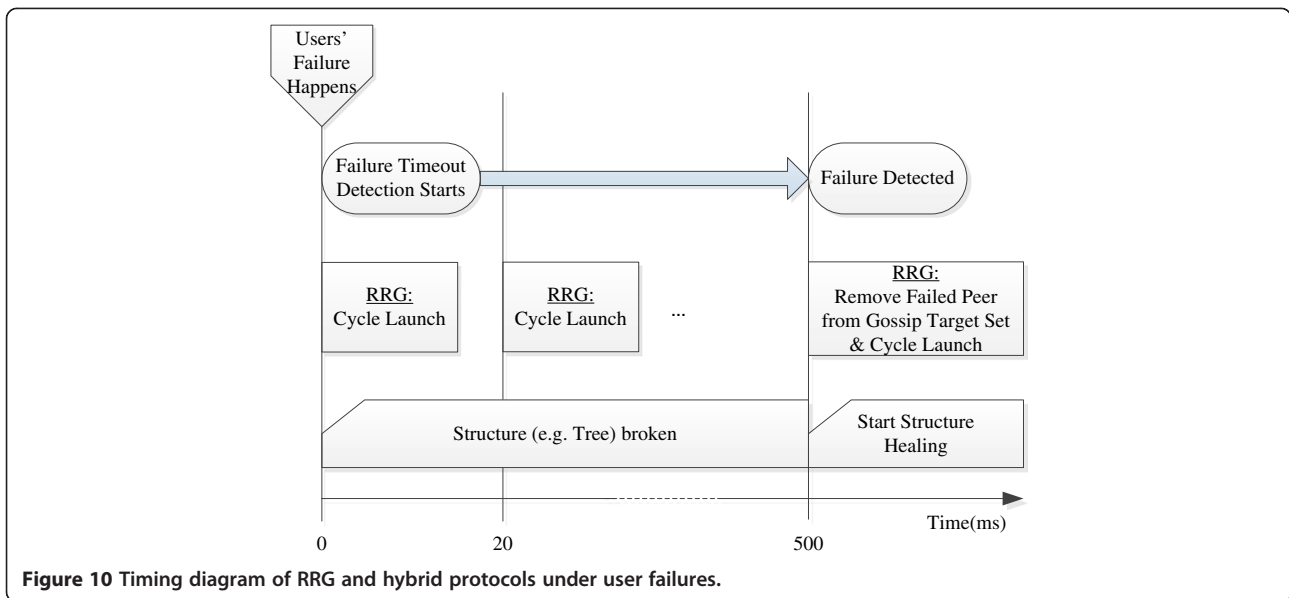 Users’
Failure
Happens
Failure Timeout
Detection Starts
Failure Detected
RRG:
Cycle Launch
RRG:
Cycle Launch
...
RRG:
Remove Failed Peer
from Gossip Target Set
& Cycle Launch
Structure (e.g. Tree) broken
Start Structure
Healing
Time(ms)
0
20
500
Figure 10 Timing diagram of RRG and hybrid protocols under user failures.